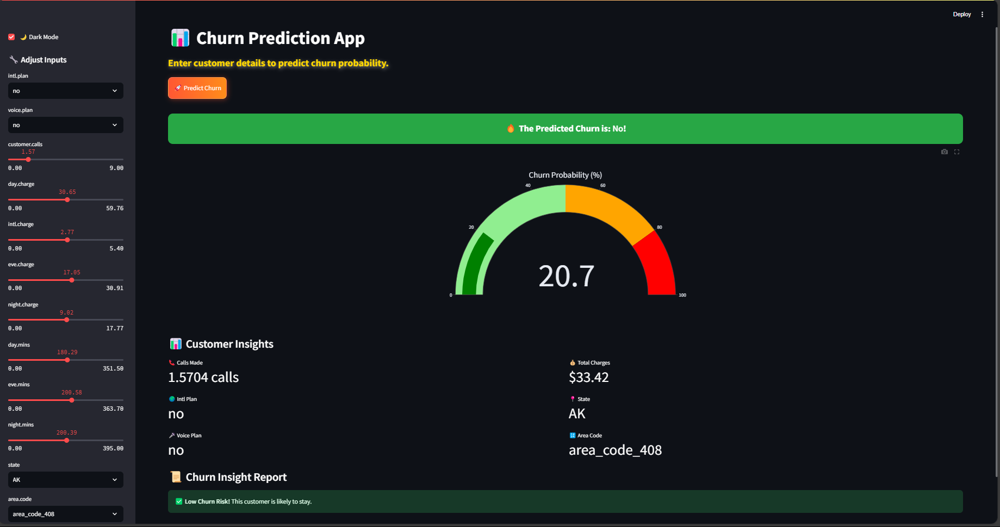 Deploy
Dark Mode
Adjust Inputs
intl.plan
no
voice.plan
no
customer.calls
1.57
0.00 9.00
day.charge
30.65
0.00 59.76
intl.charge
2.77
0.00 5.40
eve.charge
17.05
0.00 30.91
night.charge
9.02
0.00 17.77
day.mins
180.29
0.00 351.50
eve.mins
200.58
0.00 363.70
night.mins
200.39
0.00 395.00
state
AK
area.code
area_code_408
Churn Prediction App
Enter customer details to predict churn probability.
Predict Churn
The Predicted Churn is: No!
Churn Probability (%)
40 60
20 80
20.7
0 100
Customer Insights
Calls Made
1.5704 calls
Total Charges
$33.42
Intl Plan
no
State
AK
Voice Plan
no
Area Code
area_code_408
Churn Insight Report
Low Churn Risk! This customer is likely to stay.